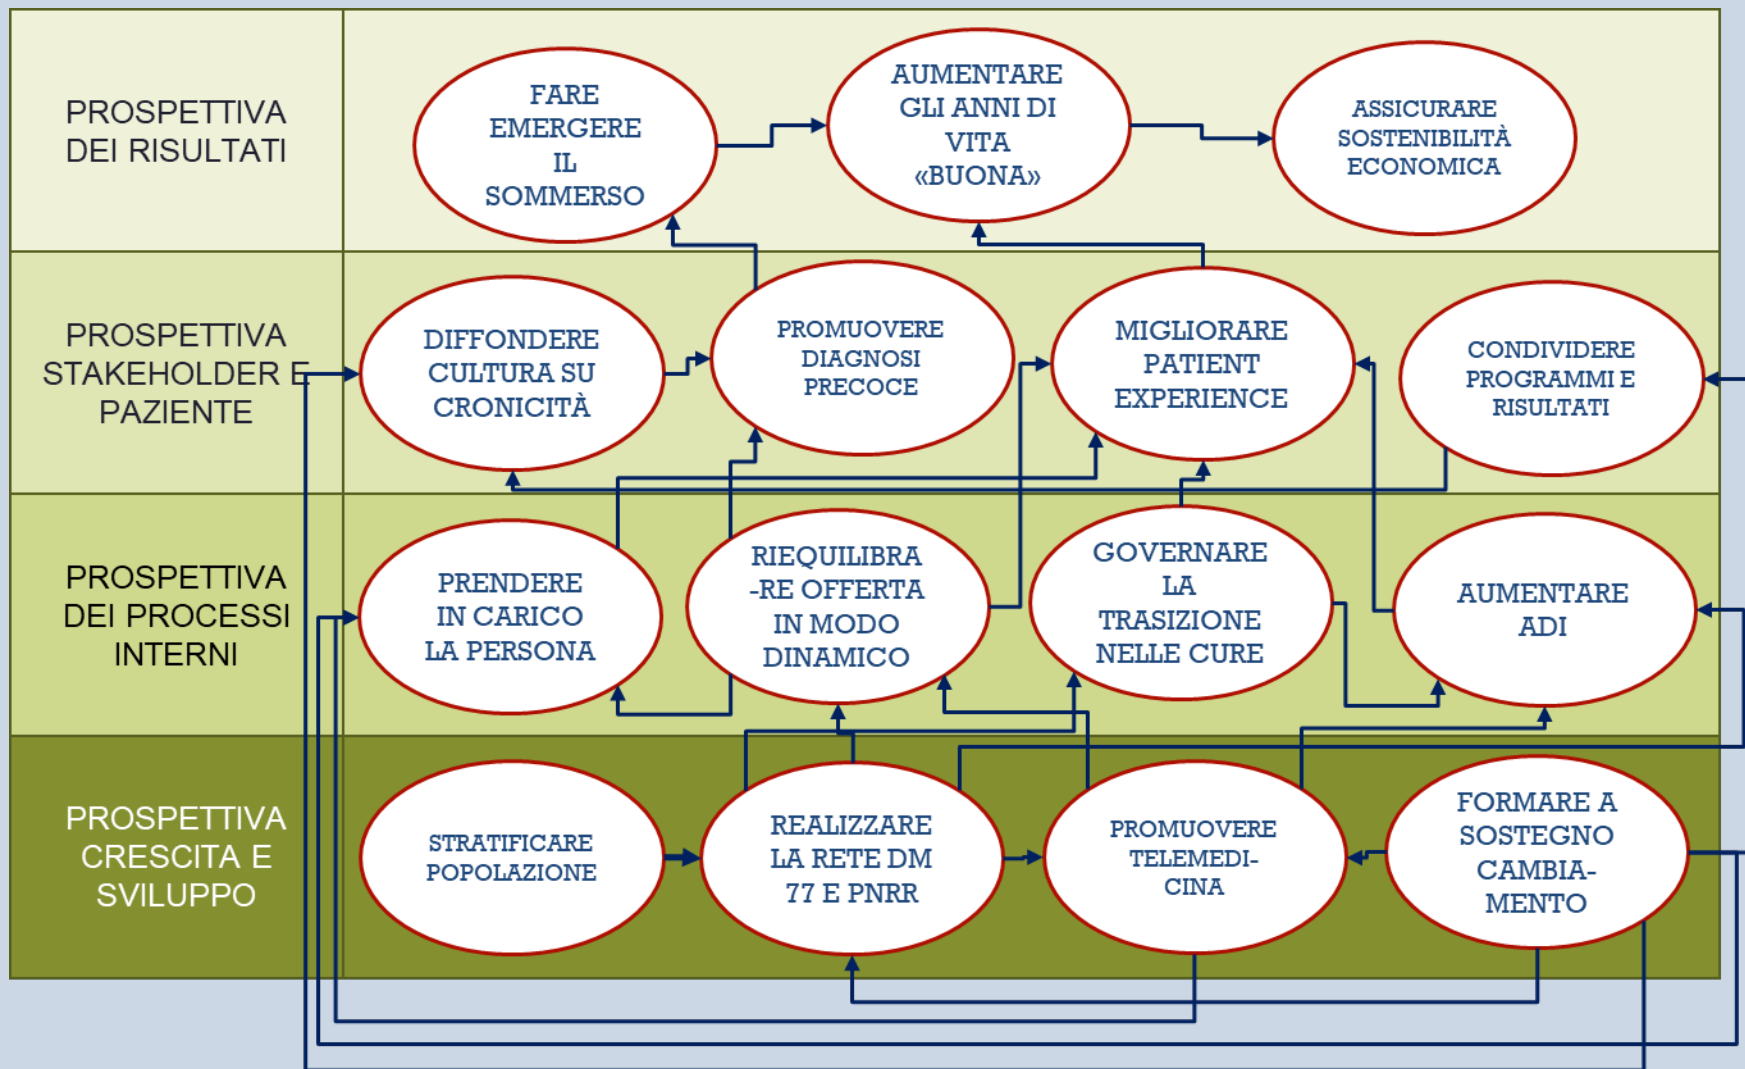 PROSPETTIVA
DEI RISULTATI
FARE
EMERGERE
IL
SOMMERSO
AUMENTARE
GLI ANNI DI
VITA
«BUONA»
ASSICURARE
SOSTENIBILITÀ
ECONOMICA
PROSPETTIVA
STAKEHOLDER E
PAZIENTE
DIFFONDERE
CULTURA SU
CRONICITÀ
PROMUOVERE
DIAGNOSI
PRECOCE
MIGLIORARE
PATIENT
EXPERIENCE
CONDIVIDERE
PROGRAMMI E
RISULTATI
PROSPETTIVA
DEI PROCESSI
INTERNI
PRENDERE
IN CARICO
LA PERSONA
RIEQUILIBRA
-RE OFFERTA
IN MODO
DINAMICO
GOVERNARE
LA
TRASIZIONE
NELLE CURE
AUMENTARE
ADI
PROSPETTIVA
CRESCITA E
SVILUPPO
STRATIFICARE
POPOLAZIONE
REALIZZARE
LA RETE DM
77 E PNRR
PROMUOVERE
TELEMEDI-
CINA
FORMARE A
SOSTEGNO
CAMBIA-
MENTO